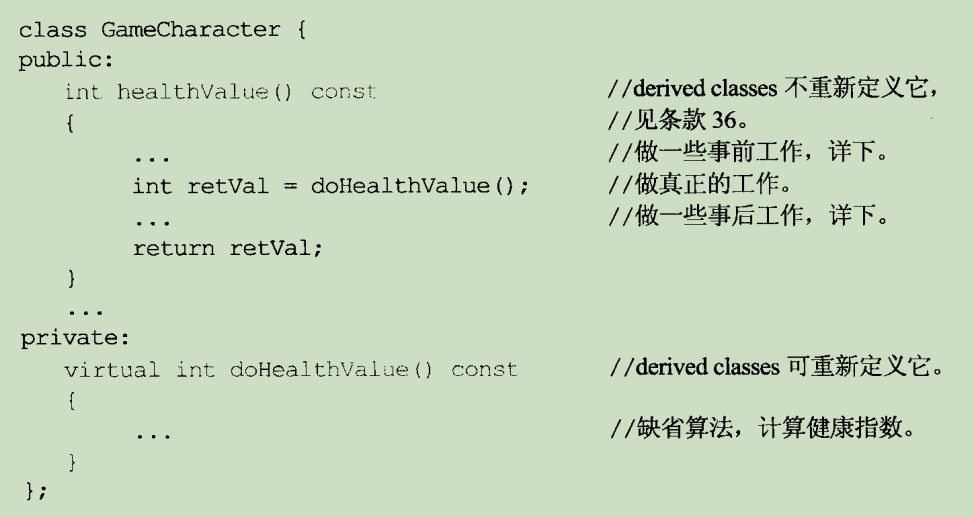 class GameCharacter {
public:
int healthValue() const //derived classes 不重新定义它，
{ //见条款 36。
... //做一些事前工作，详下。
int retVal = doHealthValue(); //做真正的工作。
... //做一些事后工作，详下。
return retVal;
}
...
private:
virtual int doHealthValue() const //derived classes 可重新定义它。
{
... //缺省算法，计算健康指数。
}
};